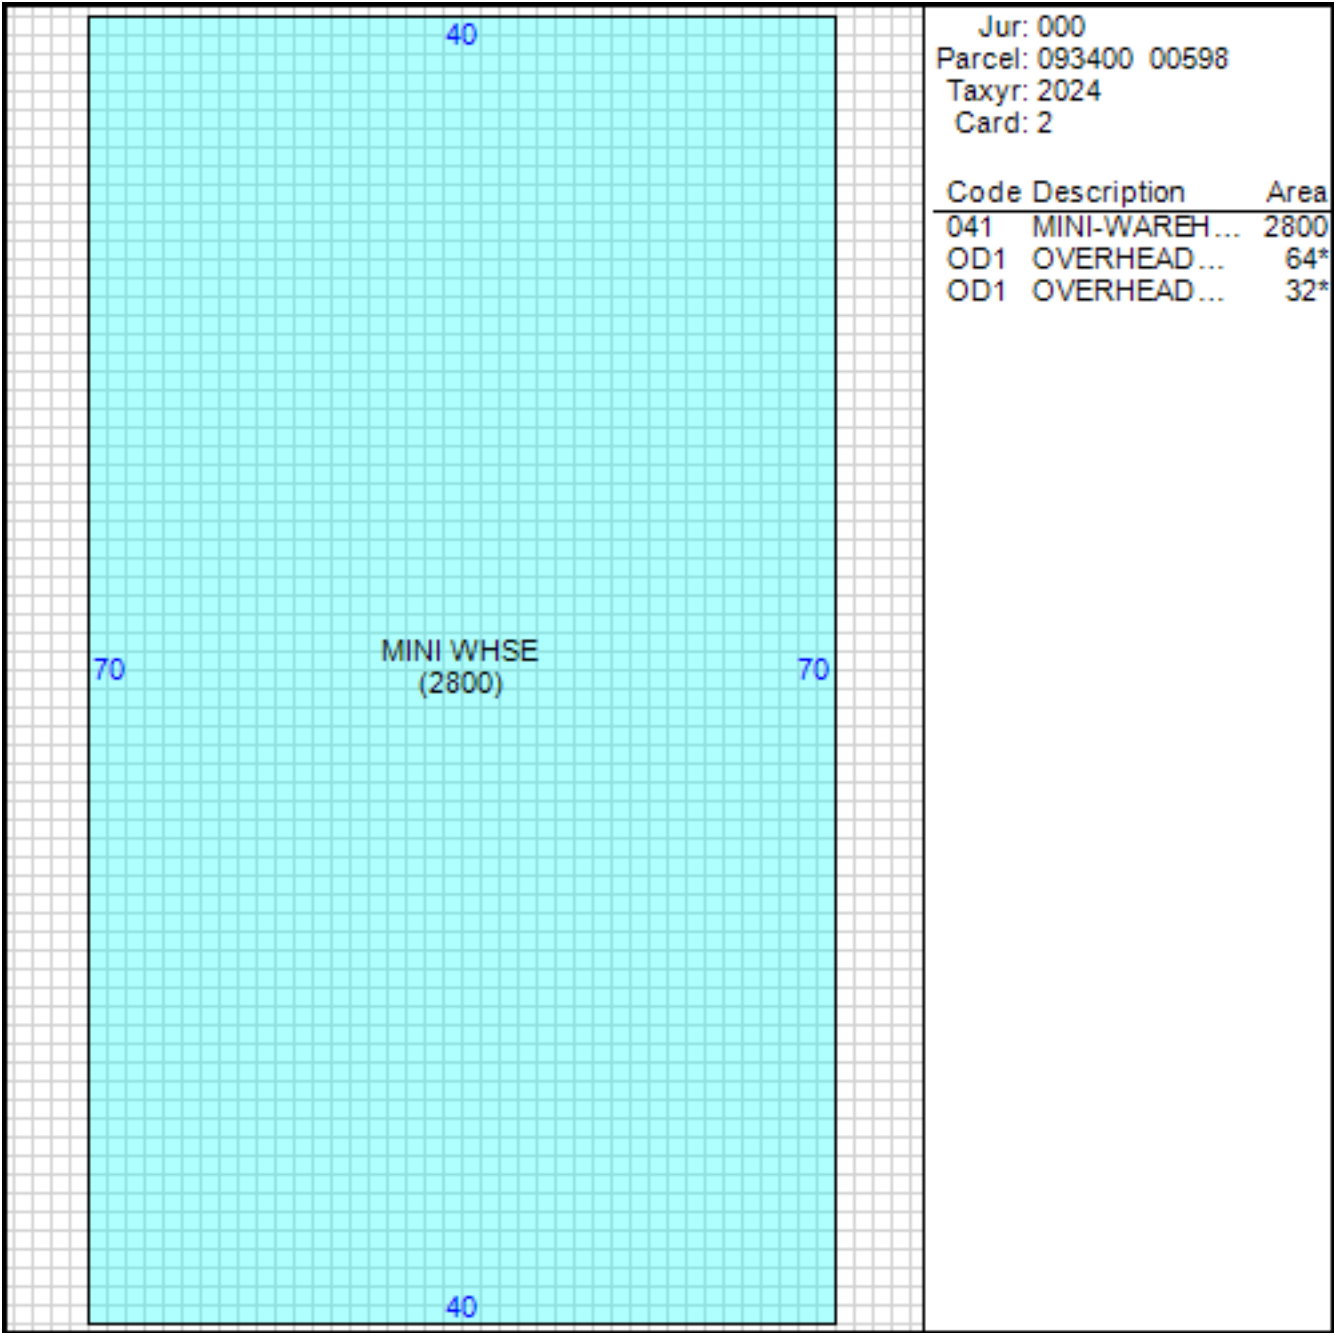 40
70
MINI WHSE
(2800)
70
40
Jur: 000
Parcel: 093400 00598
Taxyr: 2024
Card: 2
Code Description Area
041 MINI-WAREH... 2800
OD1 OVERHEAD... 64*
OD1 OVERHEAD... 32*